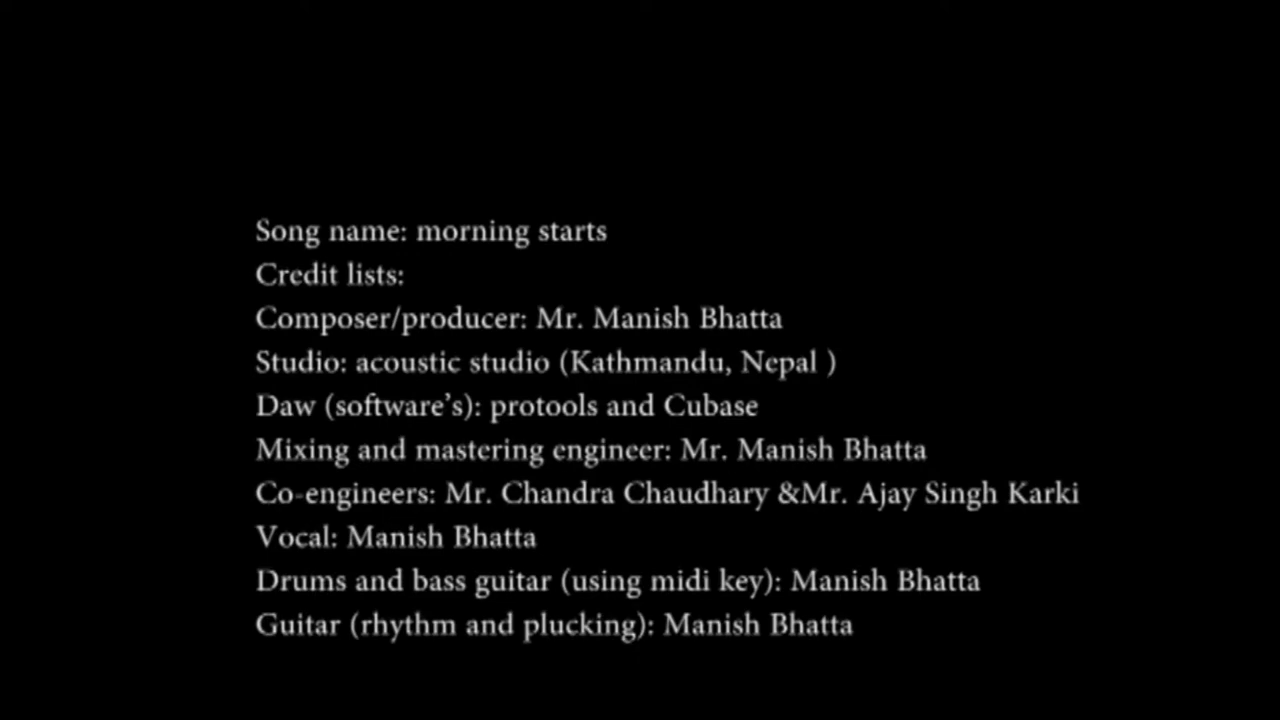 Song name: morning starts
Credit lists:
Composer/producer: Mr. Manish Bhatta
Studio: acoustic studio (Kathmandu, Nepal )
Daw (software’s): protools and Cubase
Mixing and mastering engineer: Mr. Manish Bhatta
Co-engineers: Mr. Chandra Chaudhary &Mr. Ajay Singh Karki
Vocal: Manish Bhatta
Drums and bass guitar (using midi key): Manish Bhatta
Guitar (rhythm and plucking): Manish Bhatta